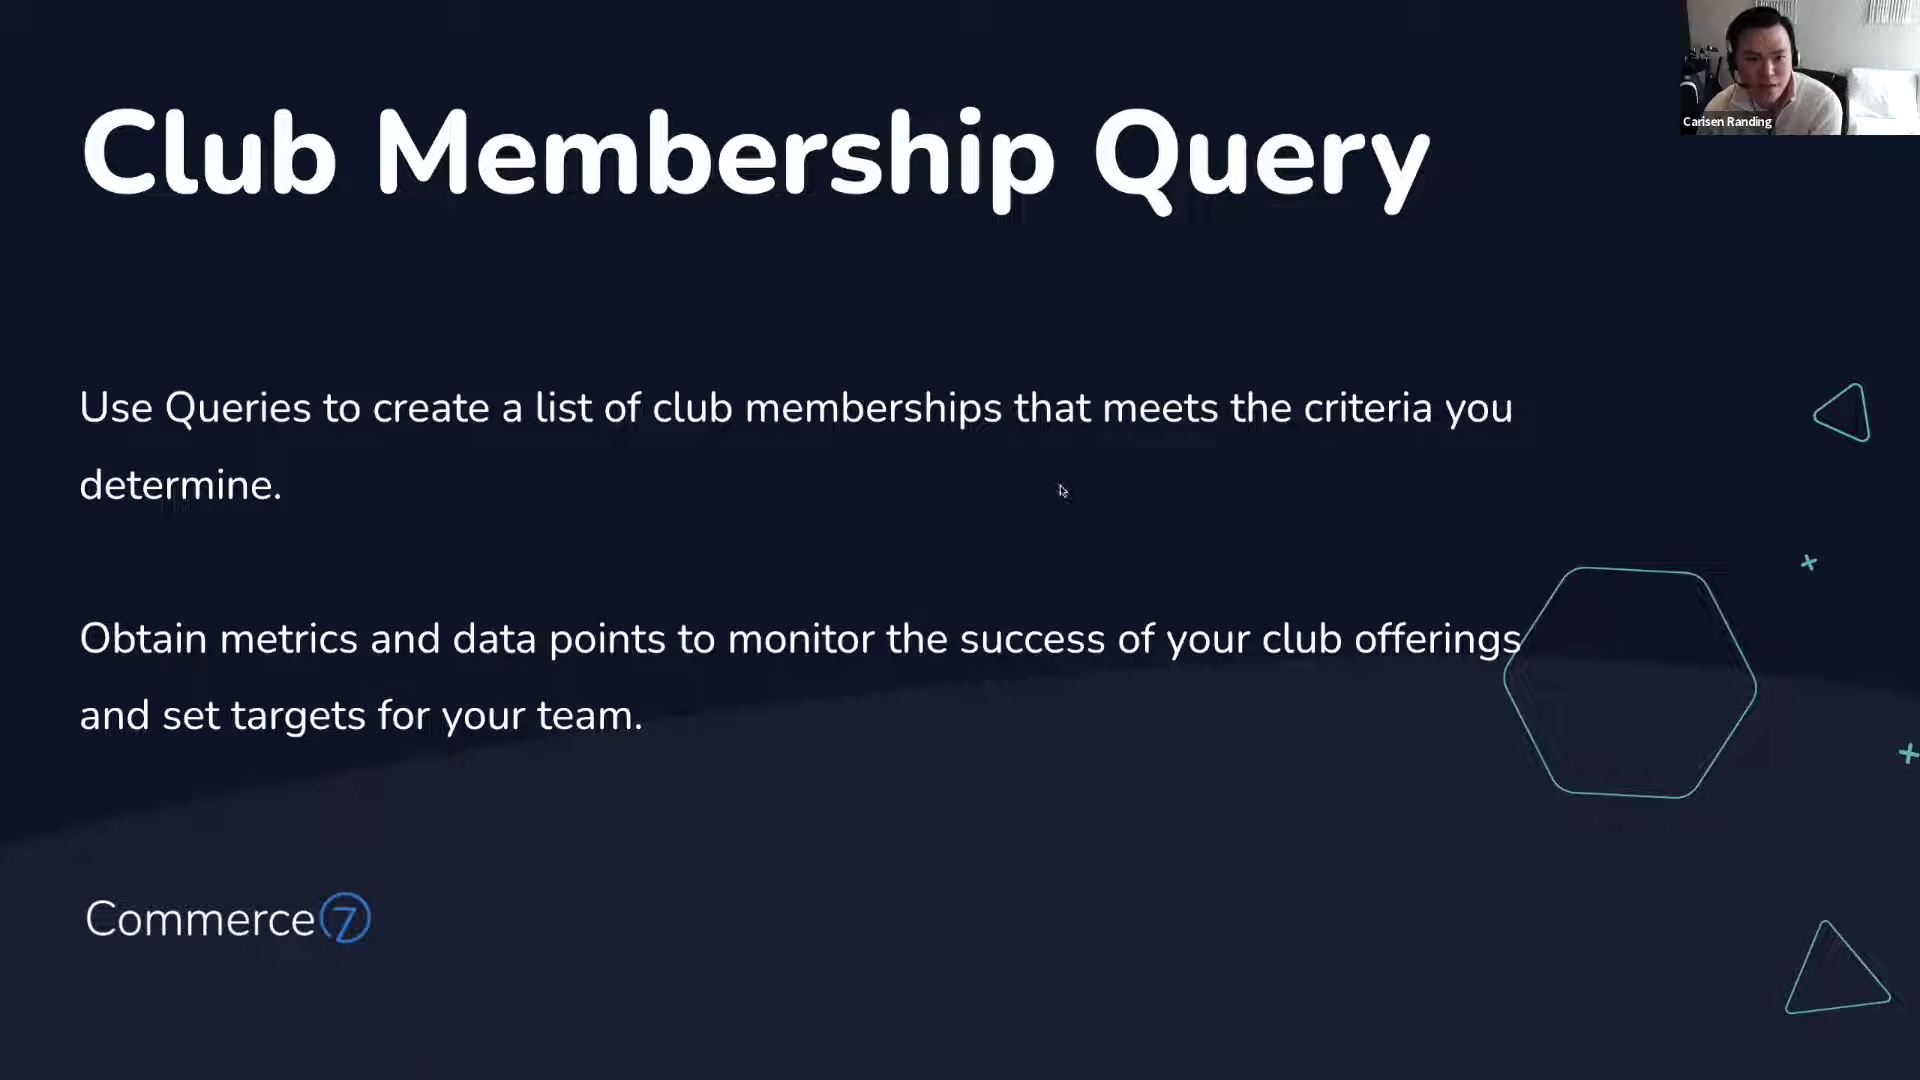 Club Membership Query
Carisen Randing
Use Queries to create a list of club memberships that meets the criteria you
determine.
Obtain metrics and data points to monitor the success of your club offerings
and set targets for your team.
Commerce7